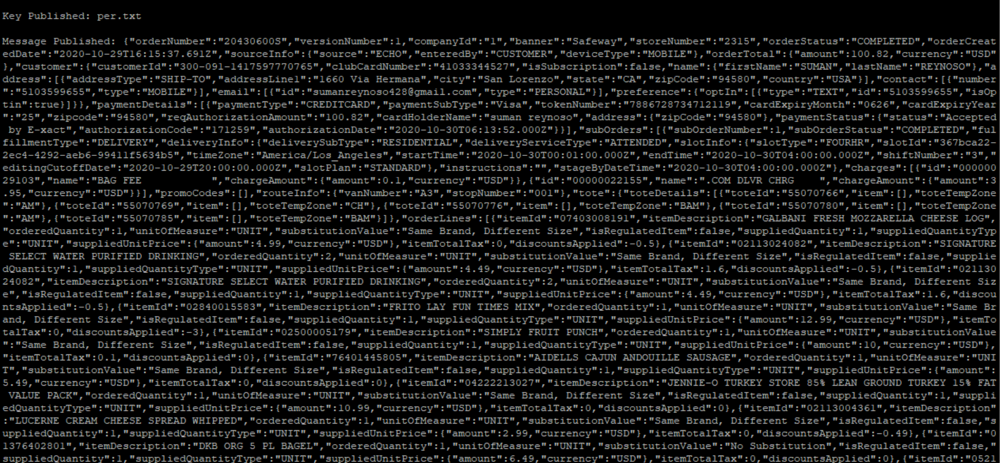 Key Published: per.txt
Message Published: {"orderNumber":"20430600S","versionNumber":1,"companyId":"1","banner":"Safeway","storeNumber":"2315","orderStatus":"COMPLETED","orderCreat
edDate":"2020-10-29T16:15:37.691Z","sourceInfo":{"source":"ECHO","enteredBy":"CUSTOMER","deviceType":"MOBILE"},"orderTotal":{"amount":100.82,"currency":"USD"
},"customer":{"customerId":"300-091-1417597770765","clubCardNumber":"41033344527","isSubscription":false,"name":{"firstName":"SUMAN","lastName":"REYNOSO"},"a
ddress":[{"addressType":"SHIP-TO","addressLine1":"1660 Via Hermana","city":"San Lorenzo","state":"CA","zipCode":"94580","country":"USA"}],"contact":[{"number
":"5103599655","type":"MOBILE"}],"email":[{"id":"sumanreynoso428@gmail.com","type":"PERSONAL"}],"preference":{"optIn":[{"type":"TEXT","id":"5103599655","isOp
tin":true}]}},"paymentDetails":[{"paymentType":"CREDITCARD","paymentSubType":"Visa","tokenNumber":"7886728734712119","cardExpiryMonth":"0626","cardExpiryYear
":"25","zipcode":"94580","reqAuthorizationAmount":"100.82","cardHolderName":"suman reynoso","address":{"zipCode":"94580"},"paymentStatus":{"status":"Accepted
 by E-xact","authorizationCode":"171259","authorizationDate":"2020-10-30T06:13:52.000Z"}}],"subOrders":[{"subOrderNumber":1,"subOrderStatus":"COMPLETED","ful
fillmentType":"DELIVERY","deliveryInfo":{"deliverySubType":"RESIDENTIAL","deliveryServiceType":"ATTENDED","slotInfo":{"slotType":"FOURHR","slotId":"367bca22-
2ec4-4292-aeb6-99411f5634b5","timeZone":"America/Los_Angeles","startTime":"2020-10-30T00:01:00.000Z","endTime":"2020-10-30T04:00:00.000Z","shiftNumber":"3","
editingCutoffDate":"2020-10-29T20:00:00.000Z","slotPlan":"STANDARD"},"instructions":"","stageByDateTime":"2020-10-30T04:00:00.000Z"},"charges":[{"id":"000000
29103","name":"BAG FEE           ","chargeAmount":{"amount":0.1,"currency":"USD"}},{"id":"00000022155","name":".COM DLVR CHRG    ","chargeAmount":{"amount":3
.95,"currency":"USD"}}],"promoCodes":[],"routeInfo":{"vanNumber":"A3","stopNumber":"001"},"tote":{"toteDetails":[{"toteId":"55070766","item":[],"toteTempZone
":"AM"},{"toteId":"55070769","item":[],"toteTempZone":"CH"},{"toteId":"55070776","item":[],"toteTempZone":"BAM"},{"toteId":"55070780","item":[],"toteTempZone
":"AM"},{"toteId":"55070785","item":[],"toteTempZone":"BAM"}]},"orderLines":[{"itemId":"07403008191","itemDescription":"GALBANI FRESH MOZZARELLA CHEESE LOG",
"orderedQuantity":1,"unitOfMeasure":"UNIT","substitutionValue":"Same Brand, Different Size","isRegulatedItem":false,"suppliedQuantity":1,"suppliedQuantityTyp
e":"UNIT","suppliedUnitPrice":{"amount":4.99,"currency":"USD"},"itemTotalTax":0,"discountsApplied":-0.5},{"itemId":"02113024082","itemDescription":"SIGNATURE
 SELECT WATER PURIFIED DRINKING","orderedQuantity":2,"unitOfMeasure":"UNIT","substitutionValue":"Same Brand, Different Size","isRegulatedItem":false,"supplie
dQuantity":1,"suppliedQuantityType":"UNIT","suppliedUnitPrice":{"amount":4.49,"currency":"USD"},"itemTotalTax":1.6,"discountsApplied":-0.5},{"itemId":"021130
24082","itemDescription":"SIGNATURE SELECT WATER PURIFIED DRINKING","orderedQuantity":2,"unitOfMeasure":"UNIT","substitutionValue":"Same Brand, Different Siz
e","isRegulatedItem":false,"suppliedQuantity":1,"suppliedQuantityType":"UNIT","suppliedUnitPrice":{"amount":4.49,"currency":"USD"},"itemTotalTax":1.6,"discou
ntsApplied":-0.5},{"itemId":"02840015583","itemDescription":"FRITO LAY FUN TIMES MIX","orderedQuantity":1,"unitOfMeasure":"UNIT","substitutionValue":"Same Br
and, Different Size","isRegulatedItem":false,"suppliedQuantity":1,"suppliedQuantityType":"UNIT","suppliedUnitPrice":{"amount":12.99,"currency":"USD"},"itemTo
talTax":0,"discountsApplied":-3},{"itemId":"02500005179","itemDescription":"SIMPLY FRUIT PUNCH","orderedQuantity":1,"unitOfMeasure":"UNIT","substitutionValue
":"Same Brand, Different Size","isRegulatedItem":false,"suppliedQuantity":1,"suppliedQuantityType":"UNIT","suppliedUnitPrice":{"amount":10,"currency":"USD"},
"itemTotalTax":0.1,"discountsApplied":0},{"itemId":"76401445805","itemDescription":"AIDELLS CAJUN ANDOUILLE SAUSAGE","orderedQuantity":1,"unitOfMeasure":"UNI
T","substitutionValue":"Same Brand, Different Size","isRegulatedItem":false,"suppliedQuantity":1,"suppliedQuantityType":"UNIT","suppliedUnitPrice":{"amount":
5.49,"currency":"USD"},"itemTotalTax":0,"discountsApplied":0},{"itemId":"04222213027","itemDescription":"JENNIE-O TURKEY STORE 85% LEAN GROUND TURKEY 15% FAT
 VALUE PACK","orderedQuantity":1,"unitOfMeasure":"UNIT","substitutionValue":"Same Brand, Different Size","isRegulatedItem":false,"suppliedQuantity":1,"suppli
edQuantityType":"UNIT","suppliedUnitPrice":{"amount":10.99,"currency":"USD"},"itemTotalTax":0,"discountsApplied":0},{"itemId":"02113004361","itemDescription"
:"LUCERNE CREAM CHEESE SPREAD WHIPPED","orderedQuantity":1,"unitOfMeasure":"UNIT","substitutionValue":"Same Brand, Different Size","isRegulatedItem":false,"s
uppliedQuantity":1,"suppliedQuantityType":"UNIT","suppliedUnitPrice":{"amount":2.99,"currency":"USD"},"itemTotalTax":0,"discountsApplied":-0.49},{"itemId":"0
1376402801","itemDescription":"DKB ORG 5 PL BAGEL","orderedQuantity":1,"unitOfMeasure":"UNIT","substitutionValue":"No Substitution","isRegulatedItem":false,"
suppliedQuantity":1,"suppliedQuantityType":"UNIT","suppliedUnitPrice":{"amount":6.49,"currency":"USD"},"itemTotalTax":0,"discountsApplied":0},{"itemId":"0521